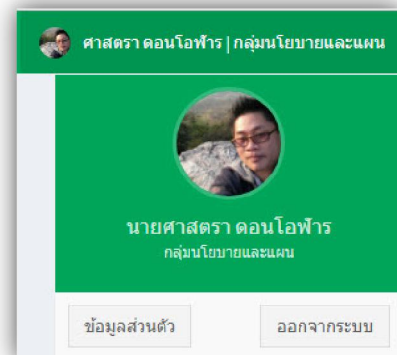 ศาสตรา ดอนโอฬาร | กลุ่มนโยบายและแผน
นายศาสตรา ดอนโอฬาร
กลุ่มนโยบายและแผน
ข้อมูลส่วนตัว
ออกจากระบบ